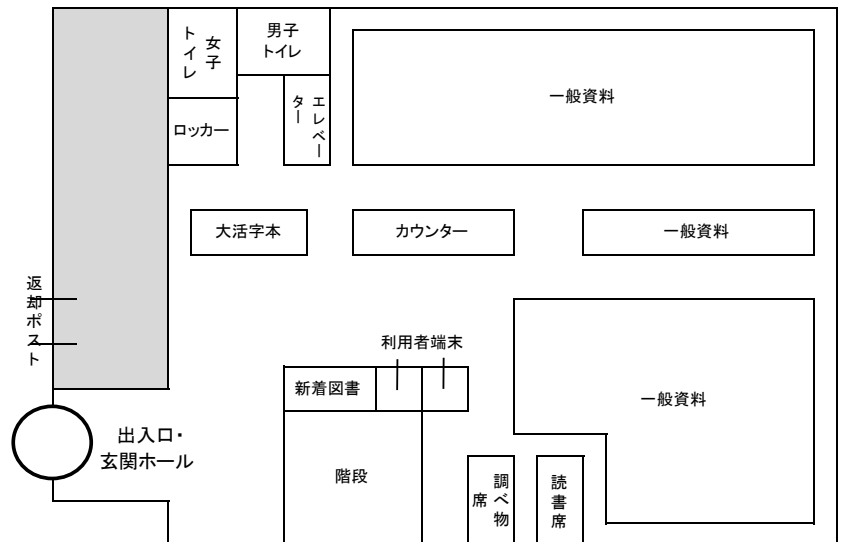 女子
トイレ
男子
トイレ
一般資料
ロッカー
エレベー
ター
大活字本
カウンター
一般資料
返却ポスト
利用者端末
新着図書
一般資料
出入口・
玄関ホール
階段
調べ物
席
読書席